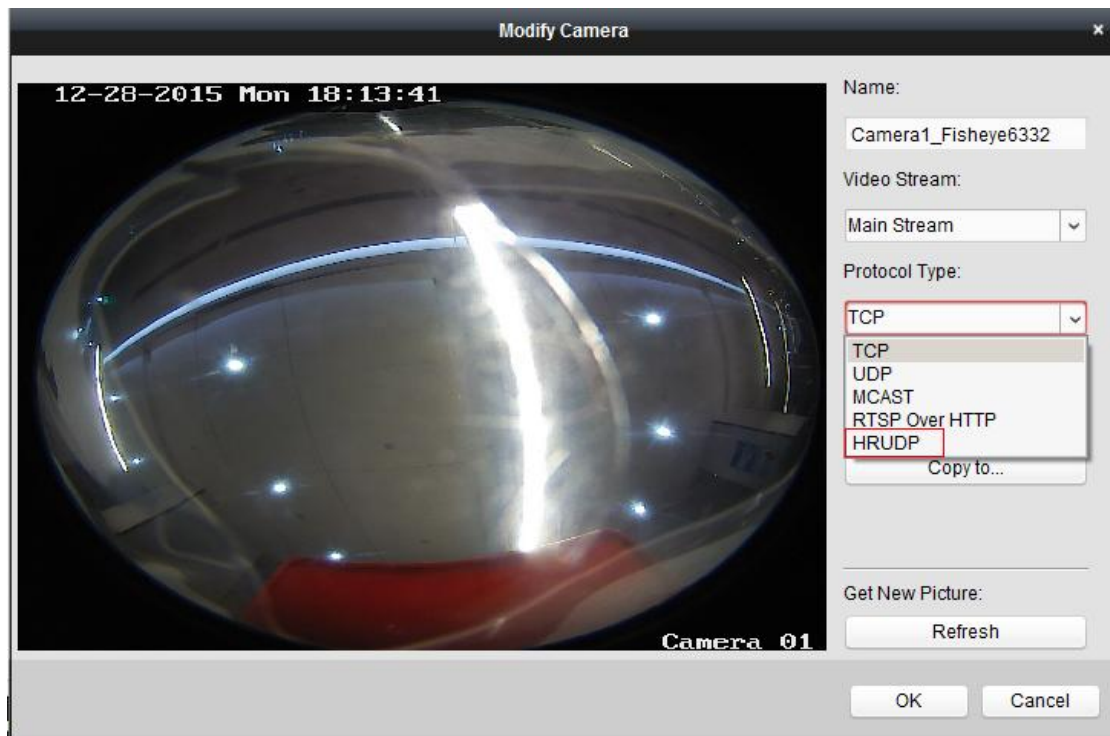 Modify Camera
12-28-2015 Mon 18:13:41
Camera 01
Name:
Camera1_Fisheye6332
Video Stream:
Main Stream
Protocol Type:
TCP
TCP
UDP
MCAST
RTSP Over HTTP
HRUDP
Copy to...
Get New Picture:
Refresh
OK
Cancel